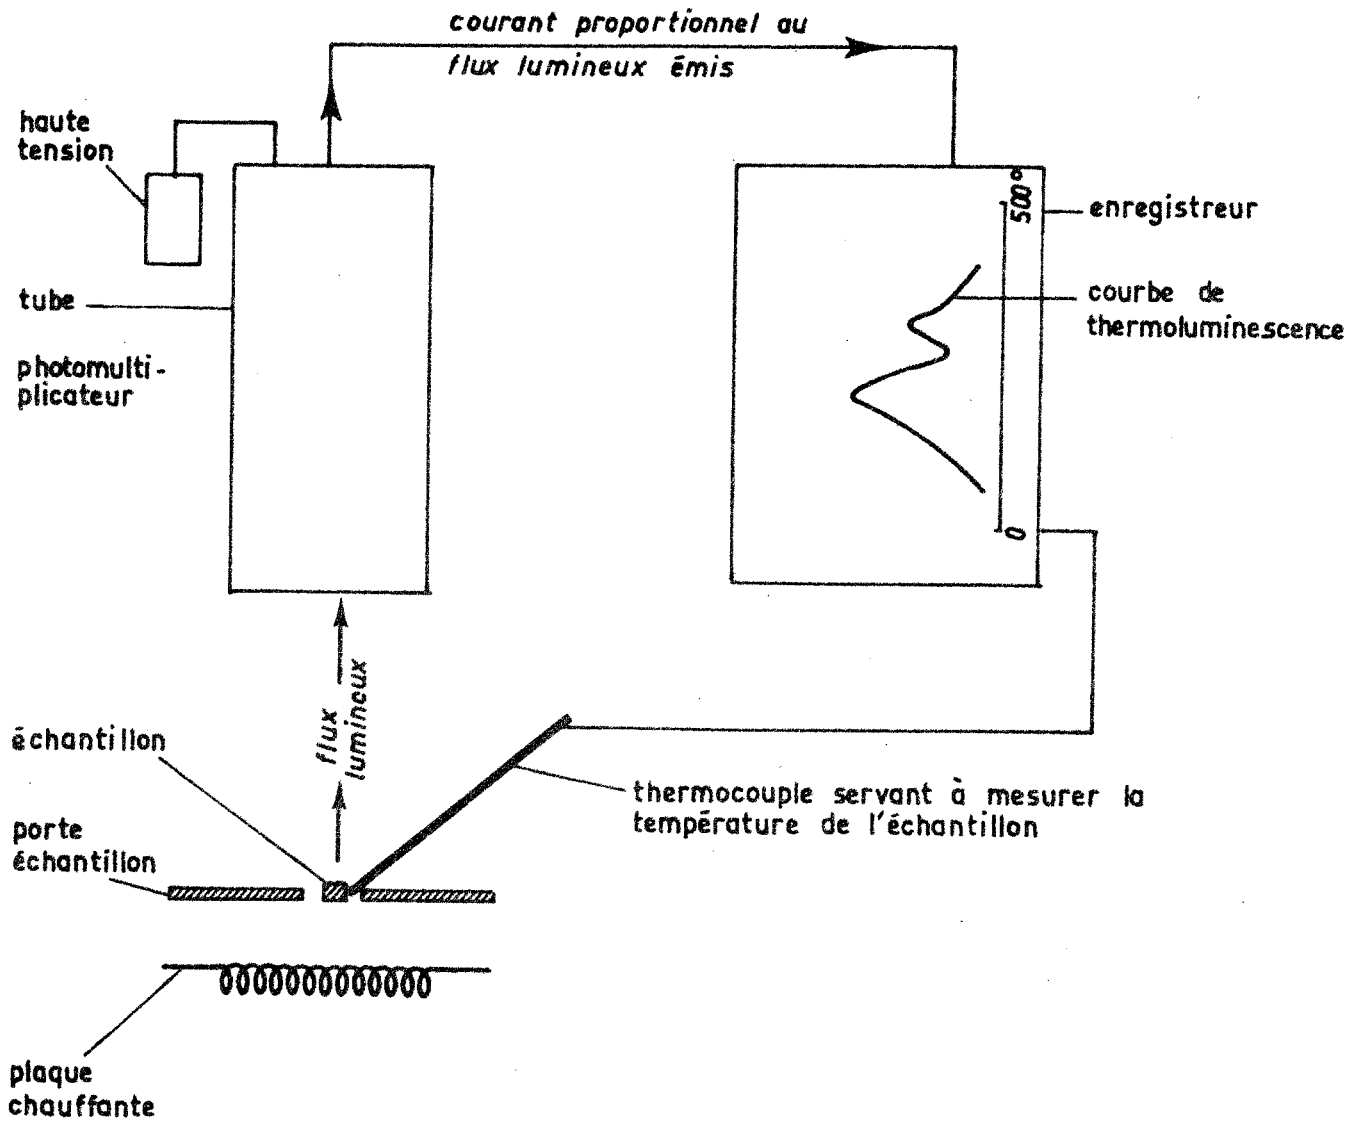 courant proportionnel au
flux lumineux émis
haute
tension
500°
enregistreur
tube
photomulti-
plicateur
courbe de
thermoluminescence
0
flux
lumineux
échantillon
thermocouple servant à mesurer la
température de l'échantillon
porte
échantillon
plaque
chauffante